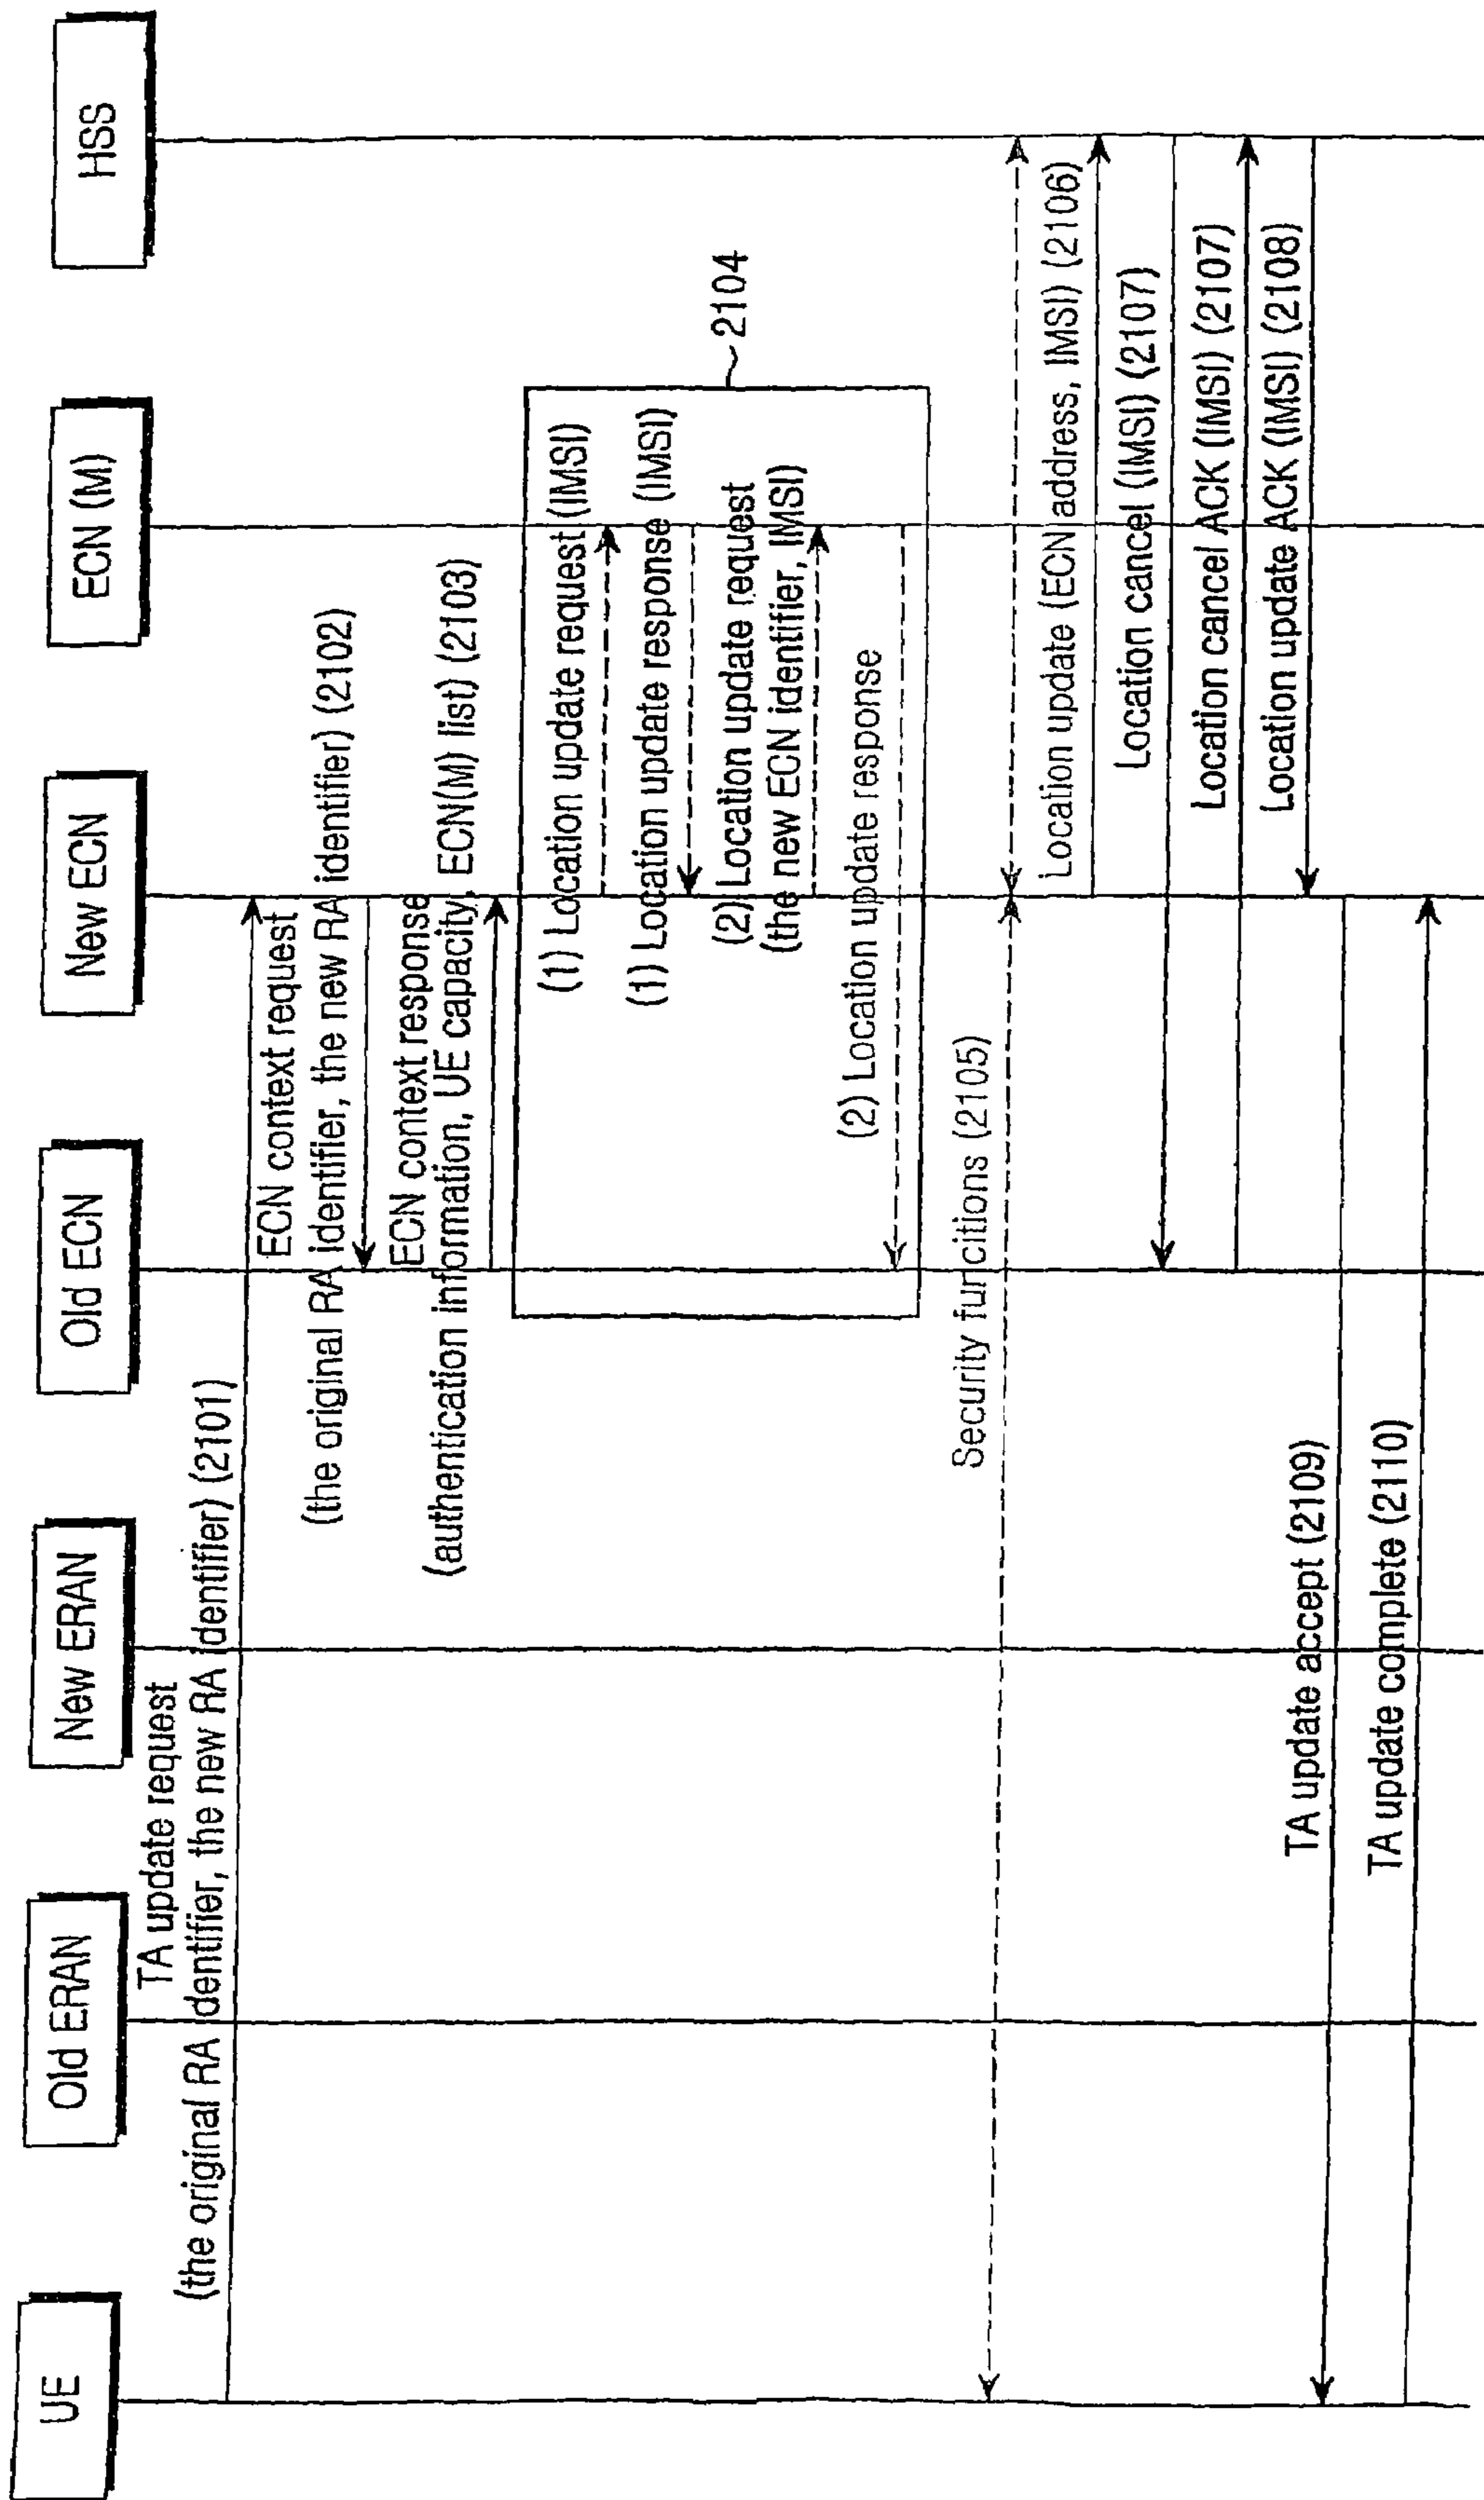 UE
Old ERAN
New ERAN
Old ECN
New ECN
ECN (M)
HSS
TA update request
(the original RA identifier, the new RA identifier) (2101)
ECN context request
(the original RA identifier, the new RA identifier) (2102)
ECN context response
(authentication information, UE capacity, ECN(M) list) (2103)
(1) Location update request (IMSI)
(1) Location update response (IMSI)
(2) Location update request
(the new ECN identifier, IMSI)
(2) Location update response
2104
Security funcitions (2105)
Location update (ECN address, IMSI) (2106)
Location cancel (IMSI) (2107)
Location cancel ACK (IMSI) (2107)
Location update ACK (IMSI) (2108)
TA update accept (2109)
TA update complete (2110)